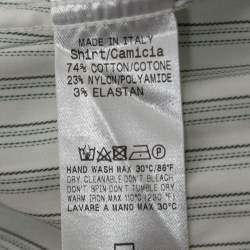 MADE IN ITALY
Shirt/Camicia
74% COTTON/COTONE
23% NYLON/POLYAMIDE
3% ELASTAN
HAND WASH MAX 30°C/86°F
DRY CLEANABLE DON'T BLEACH
DON'T SPIN DON'T TUMBLE DRY
WARM IRON MAX 110°C (230°F)
LAVARE A MANO MAX 30°C